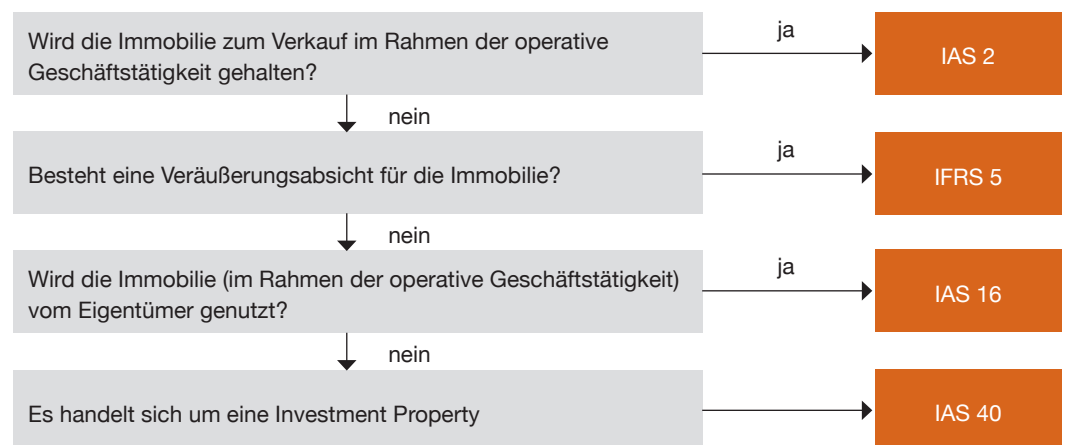 Wird die Immobilie zum Verkauf im Rahmen der operative
Geschäftstätigkeit gehalten?
ja
IAS 2
nein
Besteht eine Veräußerungsabsicht für die Immobilie?
ja
IFRS 5
nein
Wird die Immobilie (im Rahmen der operative Geschäftstätigkeit)
vom Eigentümer genutzt?
ja
IAS 16
nein
Es handelt sich um eine Investment Property
IAS 40